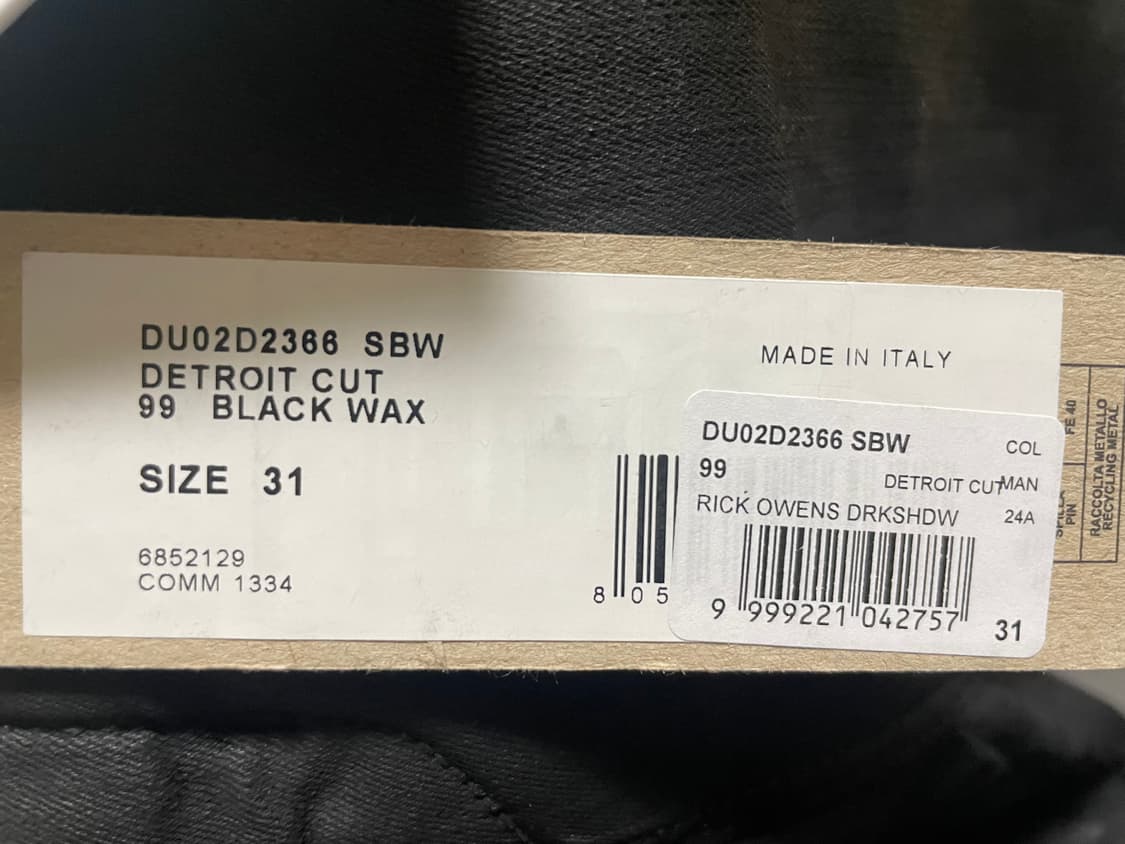 DU02D2366 SBW
DETROIT CUT
99 BLACK WAX
SIZE 31
6852129
COMM 1334
MADE IN ITALY
8 05
DU02D2366 SBW COL
99 DETROIT CUT MAN
RICK OWENS DRKSHDW 24A
9 999221 042757
31
PIN
FE 40
RACCOLTA METALLO
RECYCLING METAL